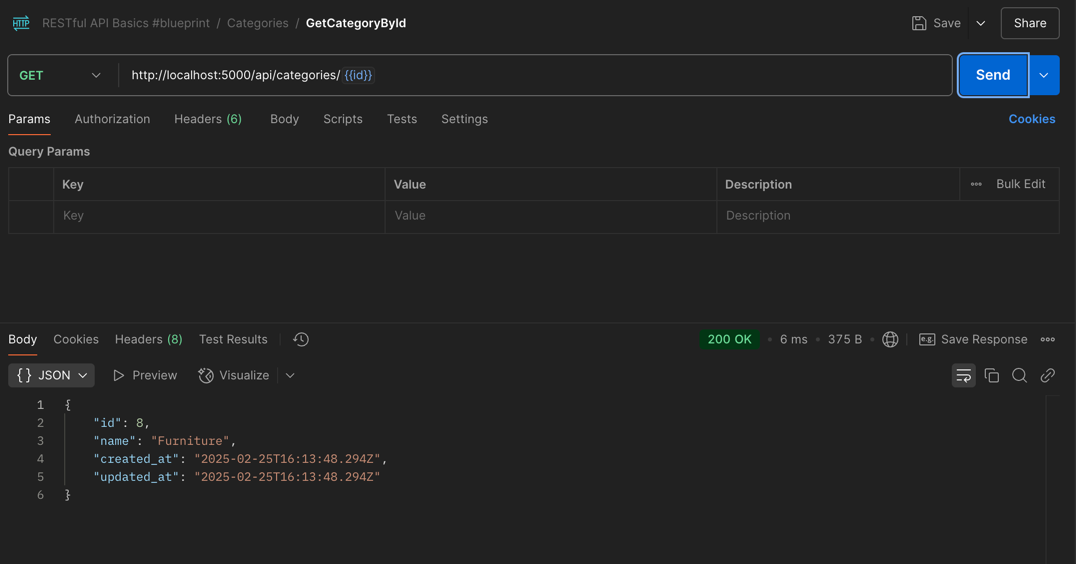 HTTP RESTful API Basics #blueprint / Categories / GetCategoryById Save Share
GET http://localhost:5000/api/categories/ {{id}} Send
Params Authorization Headers (6) Body Scripts Tests Settings Cookies
Query Params
Key Value Description ••• Bulk Edit
Key Value Description
Body Cookies Headers (8) Test Results 200 OK • 6 ms • 375 B • e.g. Save Response •••
{} JSON Preview Visualize
1 {
2 "id": 8,
3 "name": "Furniture",
4 "created_at": "2025-02-25T16:13:48.294Z",
5 "updated_at": "2025-02-25T16:13:48.294Z"
6 }